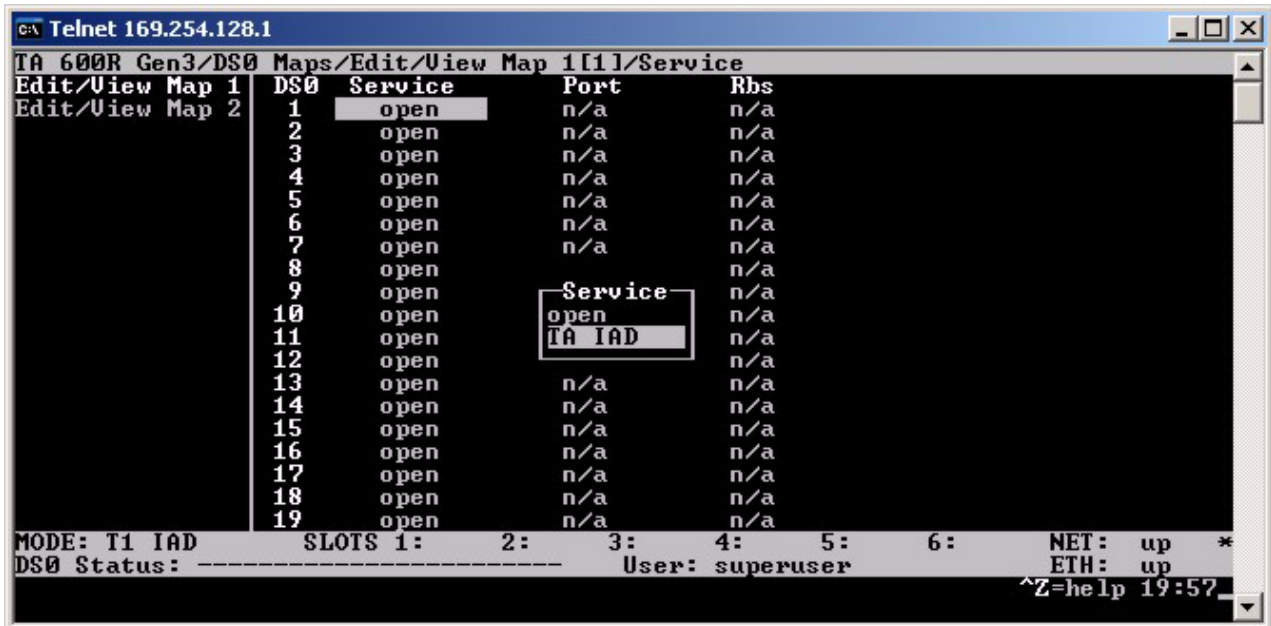 Telnet 169.254.128.1
TA 600R Gen3/DS0 Maps/Edit/View Map 1[1]/Service
Edit/View Map 1 DS0 Service Port Rbs
Edit/View Map 2 1 open n/a n/a
2 open n/a n/a
3 open n/a n/a
4 open n/a n/a
5 open n/a n/a
6 open n/a n/a
7 open n/a n/a
8 open n/a
9 open Service n/a
10 open open n/a
11 open TA IAD n/a
12 open n/a
13 open n/a n/a
14 open n/a n/a
15 open n/a n/a
16 open n/a n/a
17 open n/a n/a
18 open n/a n/a
19 open n/a n/a
MODE: T1 IAD SLOTS 1: 2: 3: 4: 5: 6: NET: up *
DS0 Status: ------------------------ User: superuser ETH: up
^Z=help 19:57_